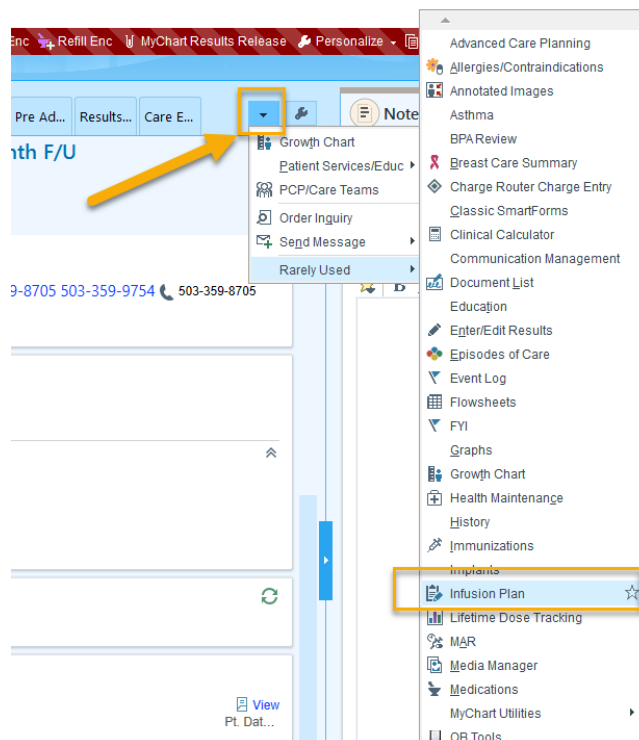 Enc Refill Enc MyChart Results Release Personalize
Pre Ad... Results... Care E... Note
nth F/U
Growth Chart
Patient Services/Educ
PCP/Care Teams
Order Inquiry
Send Message
Rarely Used
9-8705 503-359-9754 503-359-8705
B
View
Pt. Dat...
Advanced Care Planning
Allergies/Contraindications
Annotated Images
Asthma
BPA Review
Breast Care Summary
Charge Router Charge Entry
Classic SmartForms
Clinical Calculator
Communication Management
Document List
Education
Enter/Edit Results
Episodes of Care
Event Log
Flowsheets
FYI
Graphs
Growth Chart
Health Maintenance
History
Immunizations
Implants
Infusion Plan
Lifetime Dose Tracking
MAR
Media Manager
Medications
MyChart Utilities
OB Tools